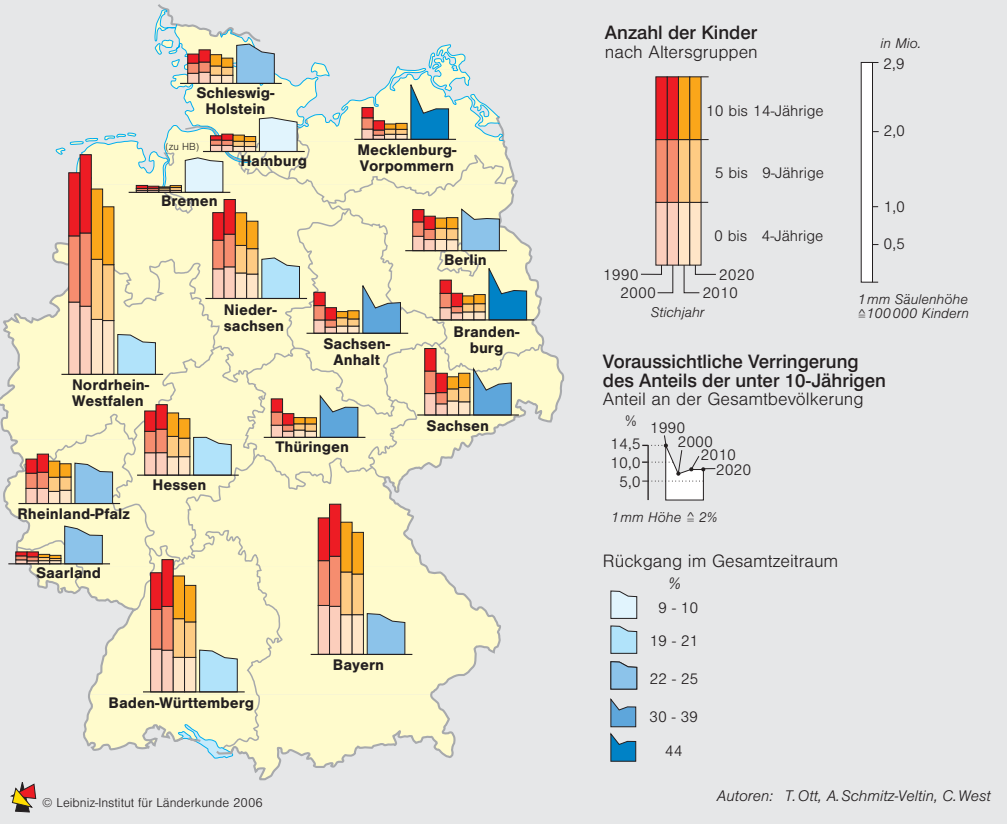 Schleswig-
Holstein
(zu HB)
Hamburg
Mecklenburg-
Vorpommern
Bremen
Berlin
Nieder-
sachsen
Sachsen-
Anhalt
Branden-
burg
Nordrhein-
Westfalen
Sachsen
Thüringen
Hessen
Rheinland-Pfalz
Saarland
Bayern
Baden-Württemberg
© Leibniz-Institut für Länderkunde 2006
Anzahl der Kinder
nach Altersgruppen
10 bis 14-Jährige
5 bis 9-Jährige
0 bis 4-Jährige
1990
2000
2020
2010
Stichjahr
in Mio.
2,9
2,0
1,0
0,5
1 mm Säulenhöhe
≙100 000 Kindern
Voraussichtliche Verringerung
des Anteils der unter 10-Jährigen
Anteil an der Gesamtbevölkerung
%
14,5
10,0
5,0
1990
2000
2010
2020
1 mm Höhe ≙ 2%
Rückgang im Gesamtzeitraum
%
9 - 10
19 - 21
22 - 25
30 - 39
44
Autoren: T. Ott, A. Schmitz-Veltin, C. West